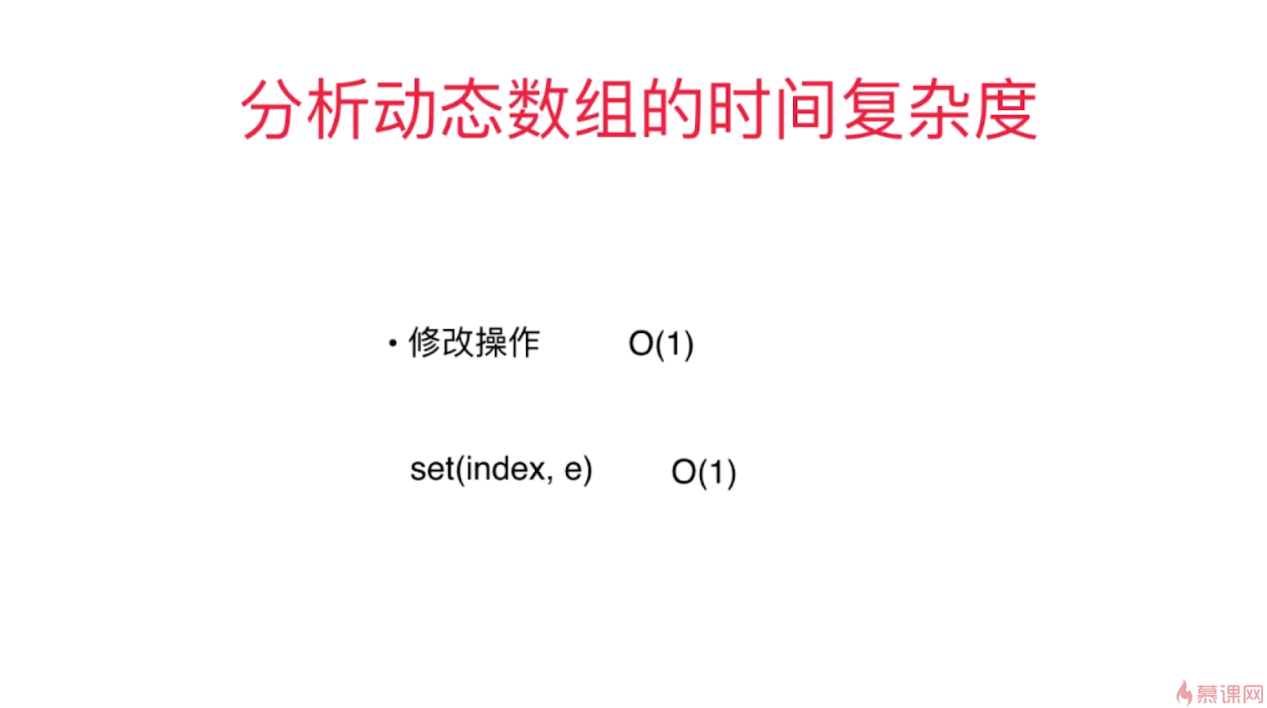 分析动态数组的时间复杂度
• 修改操作 O(1)
set(index, e) O(1)
慕课网